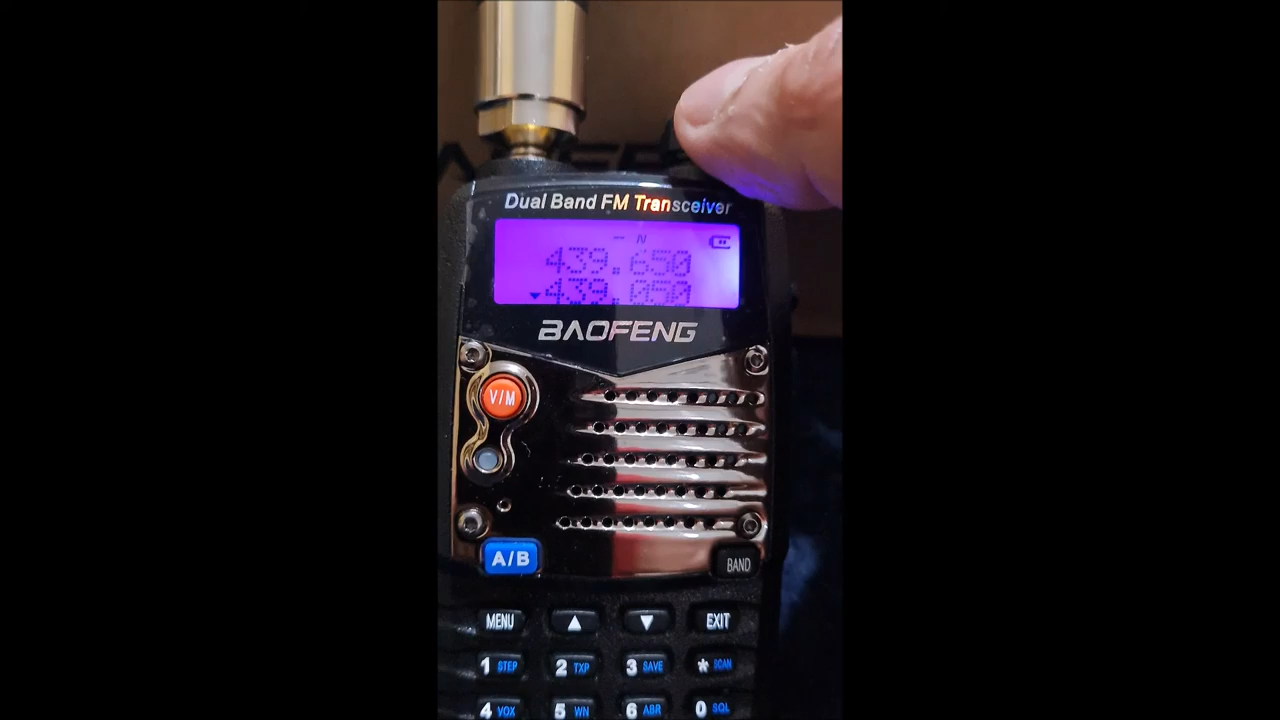 Dual Band FM Transceiver
– N
439.650
439.050
BAOFENG
V/M
A/B
BAND
MENU ▲ ▼ EXIT
1 STEP 2 TXP 3 SAVE * SCAN
4 VOX 5 WN 6 ABR 0 SQL